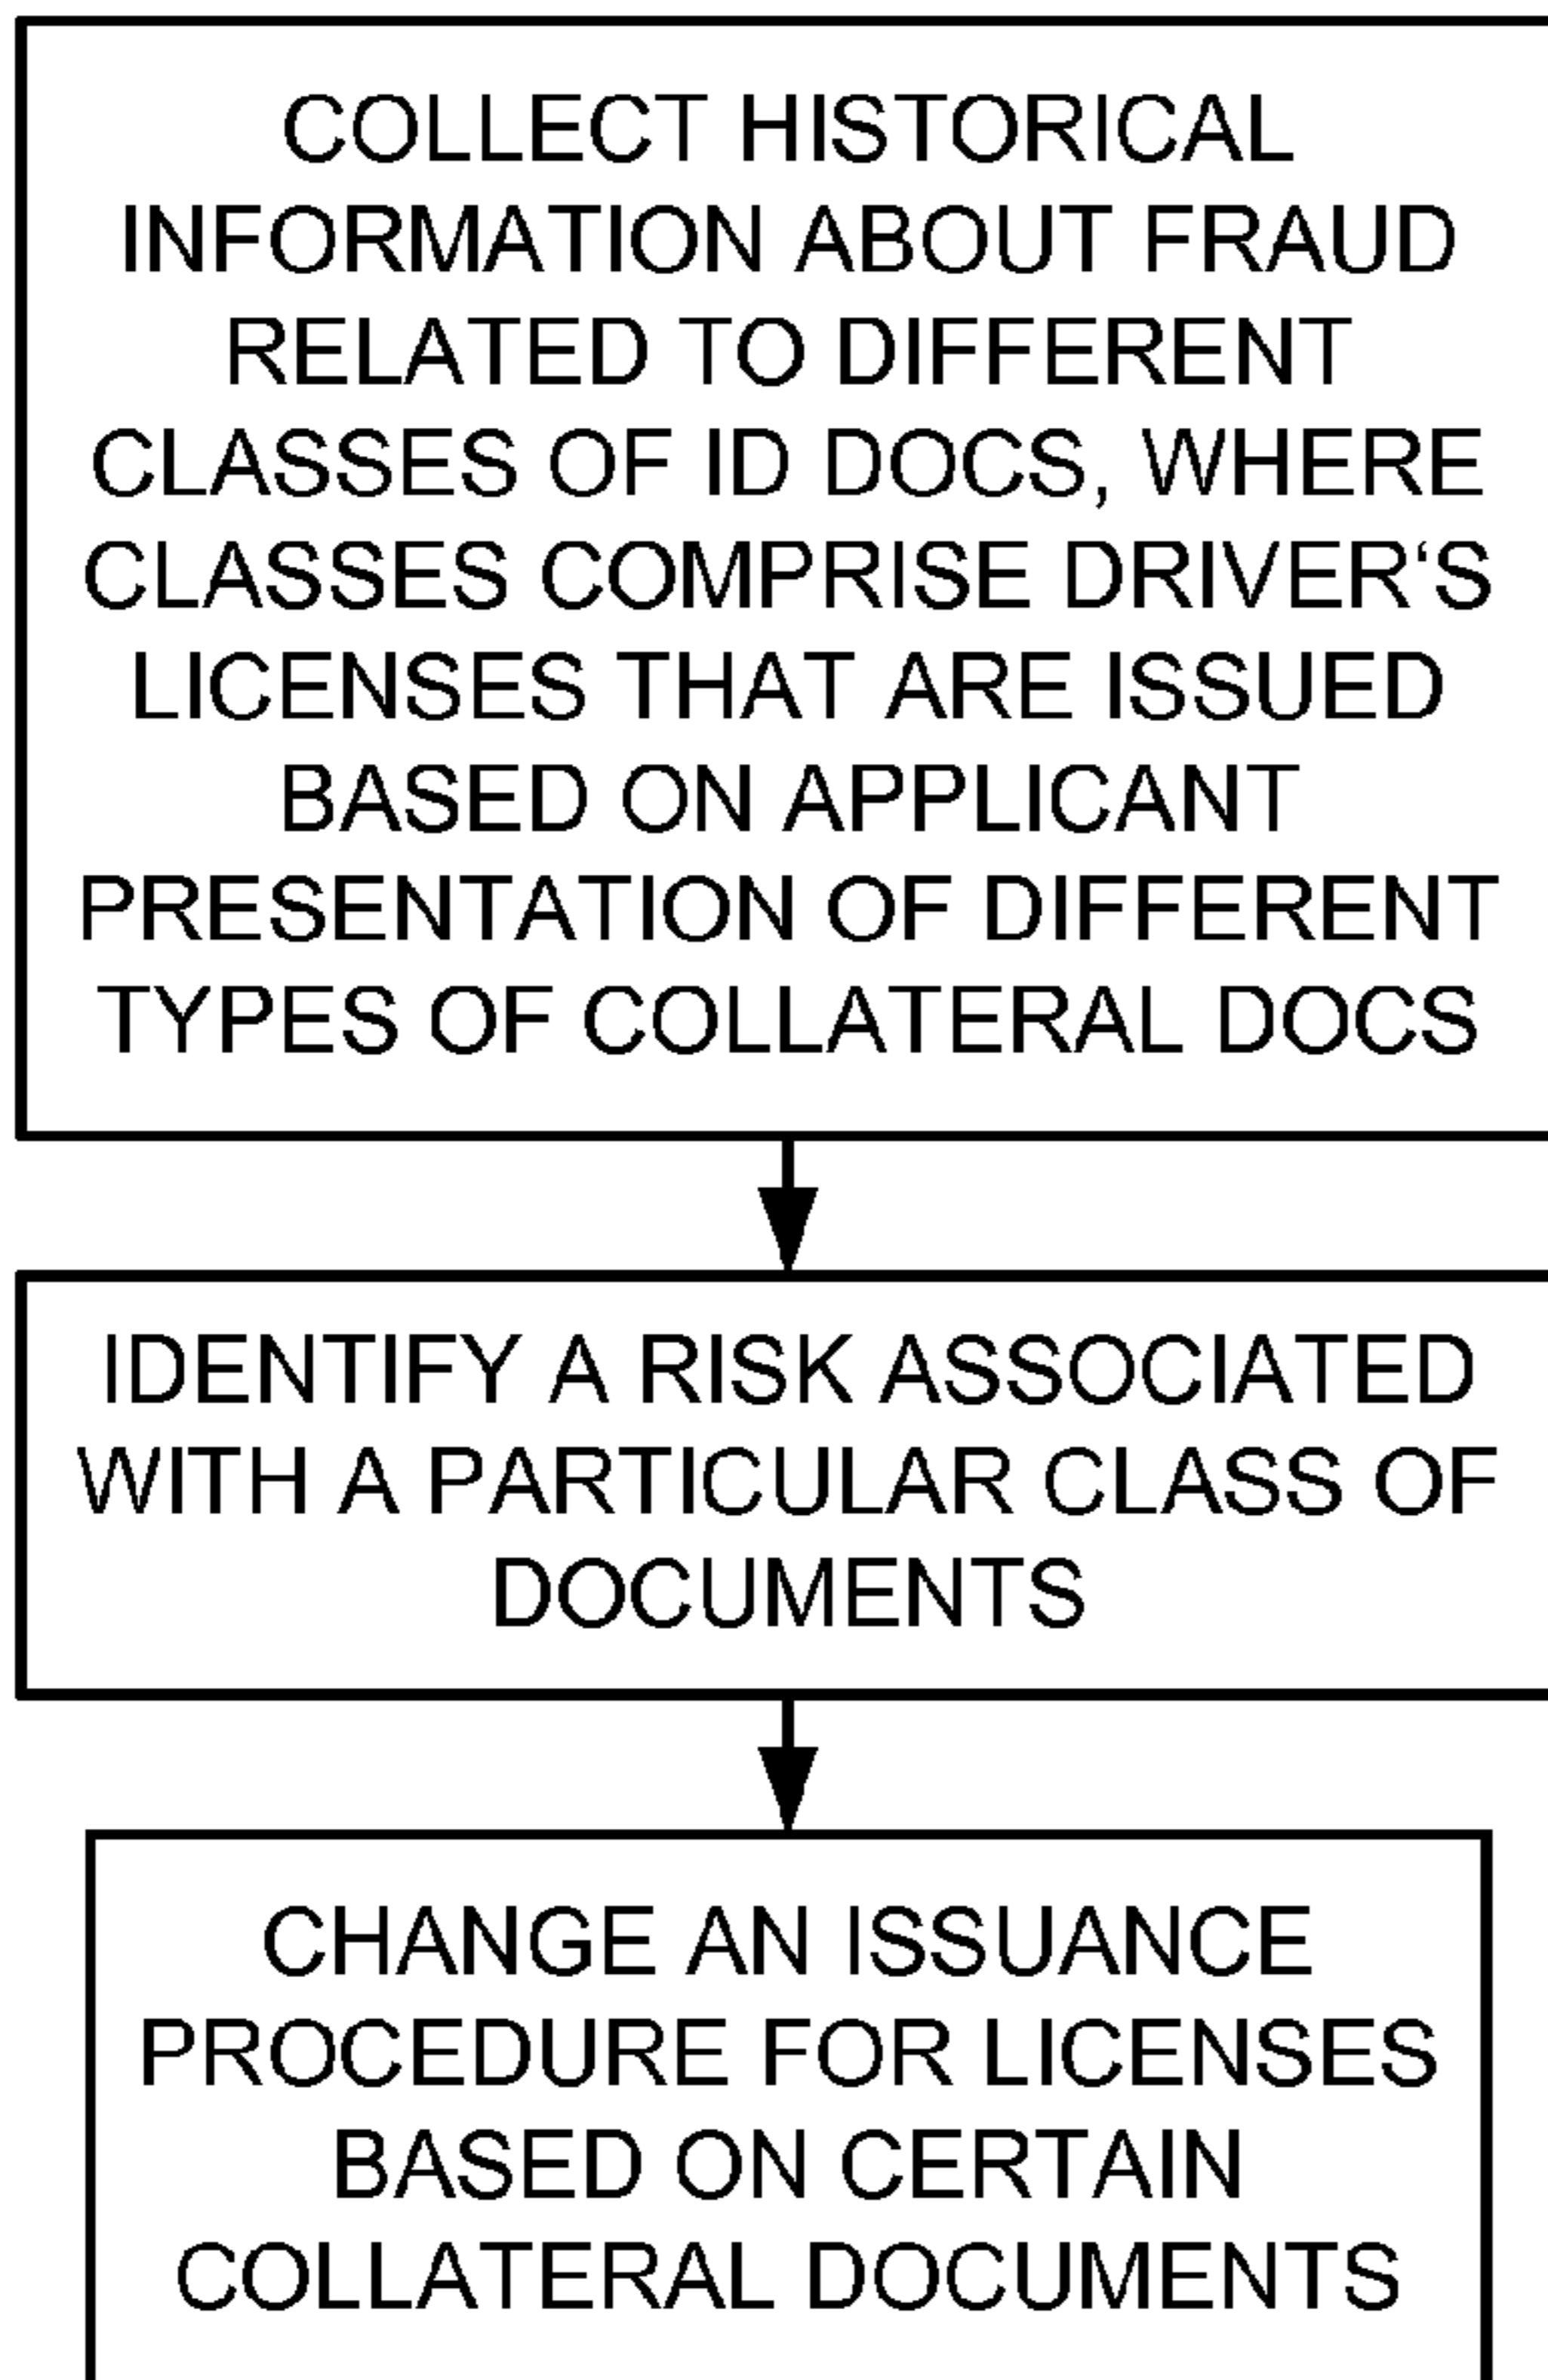 COLLECT HISTORICAL
INFORMATION ABOUT FRAUD
RELATED TO DIFFERENT
CLASSES OF ID DOCS, WHERE
CLASSES COMPRISE DRIVER‘S
LICENSES THAT ARE ISSUED
BASED ON APPLICANT
PRESENTATION OF DIFFERENT
TYPES OF COLLATERAL DOCS
IDENTIFY A RISK ASSOCIATED
WITH A PARTICULAR CLASS OF
DOCUMENTS
CHANGE AN ISSUANCE
PROCEDURE FOR LICENSES
BASED ON CERTAIN
COLLATERAL DOCUMENTS